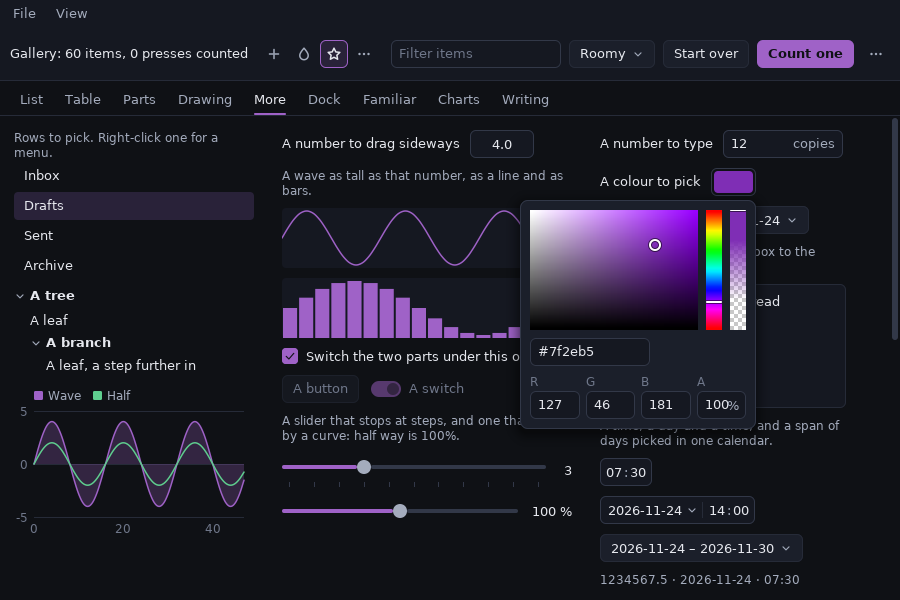 File View
Gallery: 60 items, 0 presses counted
Filter items
Roomy
Start over
Count one
List Table Parts Drawing More Dock Familiar Charts Writing
Rows to pick. Right-click one for a
menu.
Inbox
Drafts
Sent
Archive
A tree
A leaf
A branch
A leaf, a step further in
Wave Half
5
0
-5
0 20 40
A number to drag sideways 4.0
A wave as tall as that number, as a line and as
bars.
Switch the two parts under this o
A button
A switch
A slider that stops at steps, and one tha
by a curve: half way is 100%.
3
100 %
A number to type 12 copies
A colour to pick
-24
box to the
ead
#7f2eb5
R G B A
127 46 181 100%
and a span of
days picked in one calendar.
07:30
2026-11-24 14:00
2026-11-24 – 2026-11-30
1234567.5 · 2026-11-24 · 07:30